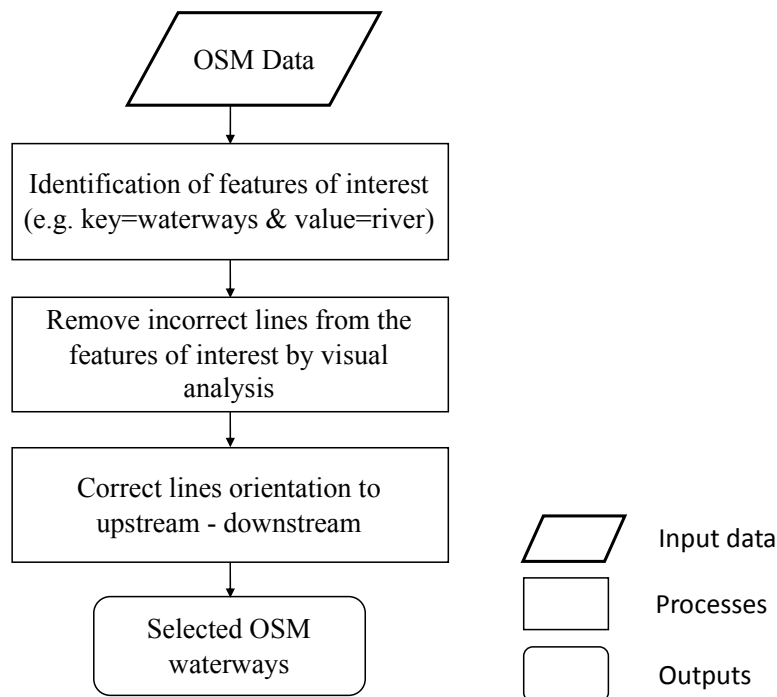 OSM Data
Identification of features of interest
(e.g. key=waterways & value=river)
Remove incorrect lines from the
features of interest by visual
analysis
Correct lines orientation to
upstream - downstream
Selected OSM
waterways
Input data
Processes
Outputs